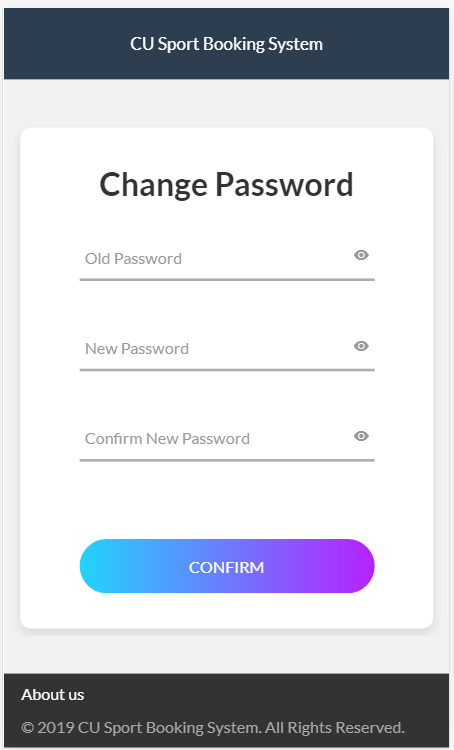 CU Sport Booking System
Change Password
Old Password
New Password
Confirm New Password
CONFIRM
About us
© 2019 CU Sport Booking System. All Rights Reserved.